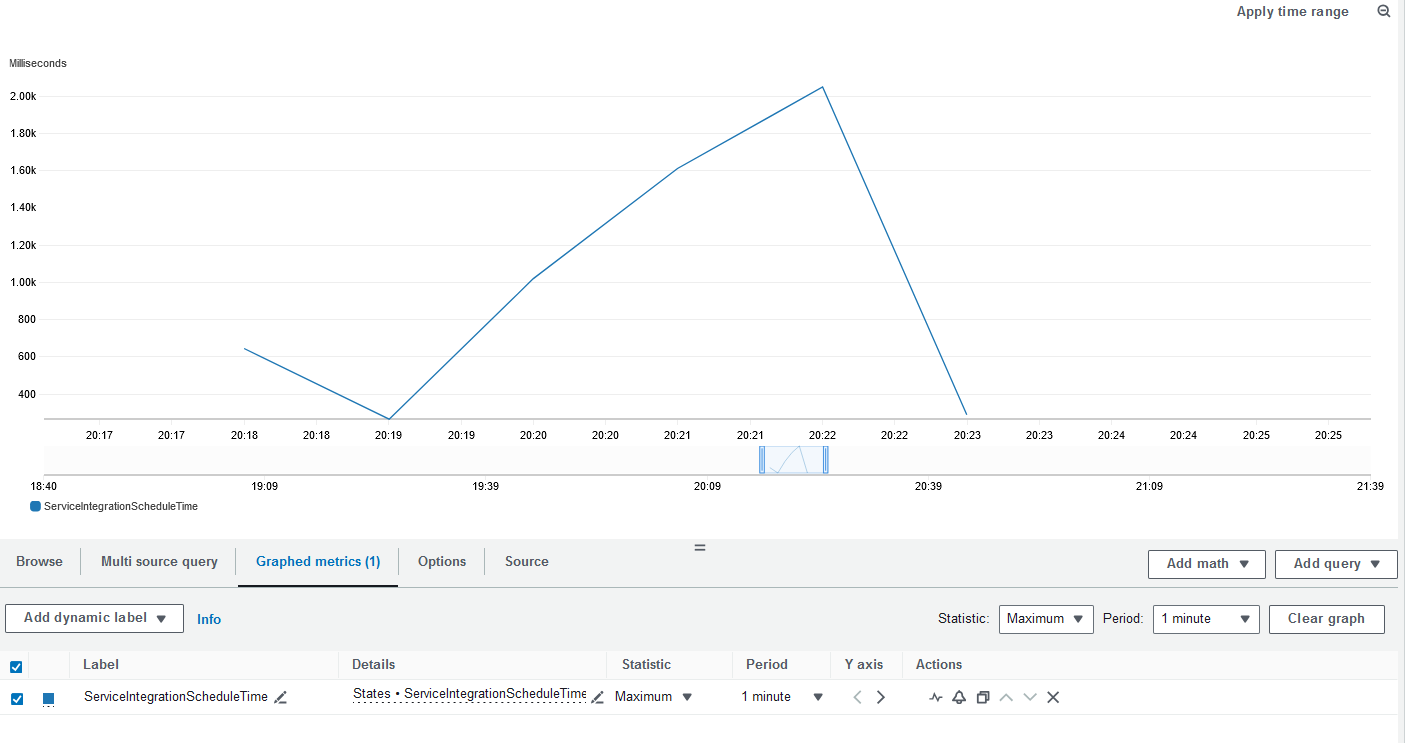 Apply time range
Milliseconds
2.00k
1.80k
1.60k
1.40k
1.20k
1.00k
800
600
400
20:17 20:17 20:18 20:18 20:19 20:19 20:20 20:20 20:21 20:21 20:22 20:22 20:23 20:23 20:24 20:24 20:25 20:25
18:40 19:09 19:39 20:09 20:39 21:09 21:39
ServiceIntegrationScheduleTime
Browse Multi source query Graphed metrics (1) Options Source Add math Add query
Add dynamic label Info Statistic: Maximum Period: 1 minute Clear graph
Label Details Statistic Period Y axis Actions
ServiceIntegrationScheduleTime States • ServiceIntegrationScheduleTime Maximum 1 minute